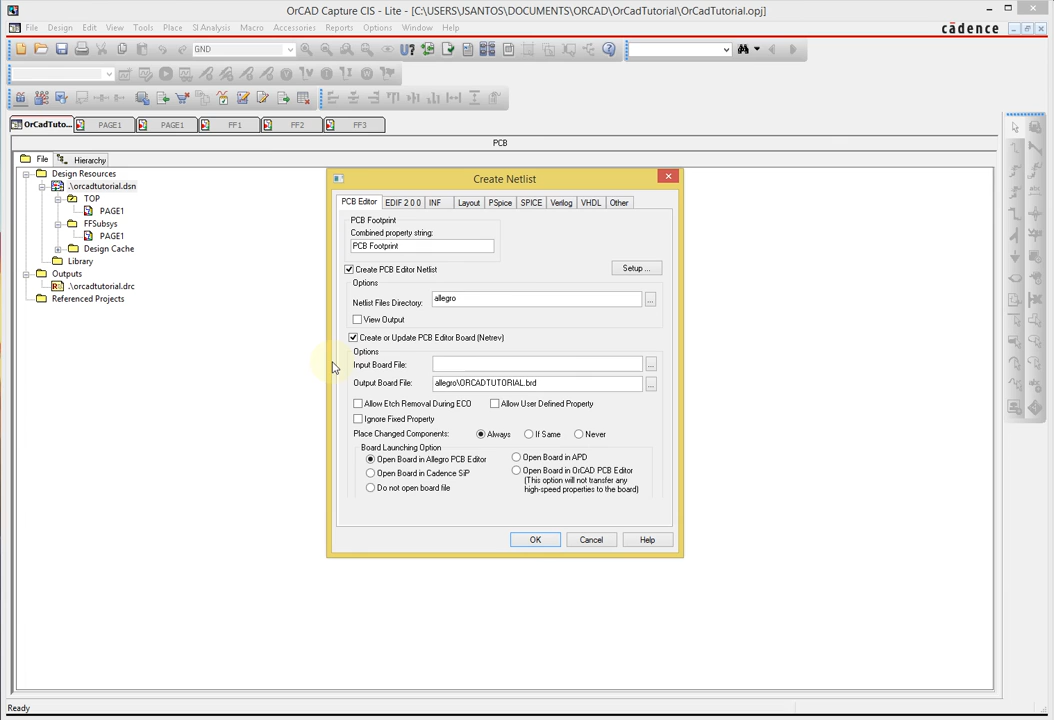 OrCAD Capture CIS - Lite - [C:\USERS\JSANTOS\DOCUMENTS\ORCAD\OrCadTutorial\OrCadTutorial.opj]
File Design Edit View Tools Place SI Analysis Macro Accessories Reports Options Window Help
cādence
GND
OrCadTuto... PAGE1 PAGE1 FF1 FF2 FF3
PCB
File Hierarchy
Design Resources
.\orcadtutorial.dsn
TOP
PAGE1
FFSubsys
PAGE1
Design Cache
Library
Outputs
.\orcadtutorial.drc
Referenced Projects
Create Netlist
PCB Editor EDIF 2 0 0 INF Layout PSpice SPICE Verilog VHDL Other
PCB Footprint
Combined property string:
PCB Footprint
Create PCB Editor Netlist
Setup ...
Options
Netlist Files Directory: allegro ...
View Output
Create or Update PCB Editor Board (Netrev)
Options
Input Board File: ...
Output Board File: allegro\ORCADTUTORIAL.brd ...
Allow Etch Removal During ECO Allow User Defined Property
Ignore Fixed Property
Place Changed Components: Always If Same Never
Board Launching Option
Open Board in Allegro PCB Editor Open Board in APD
Open Board in Cadence SiP Open Board in OrCAD PCB Editor
(This option will not transfer any
Do not open board file high-speed properties to the board)
OK Cancel Help
Ready